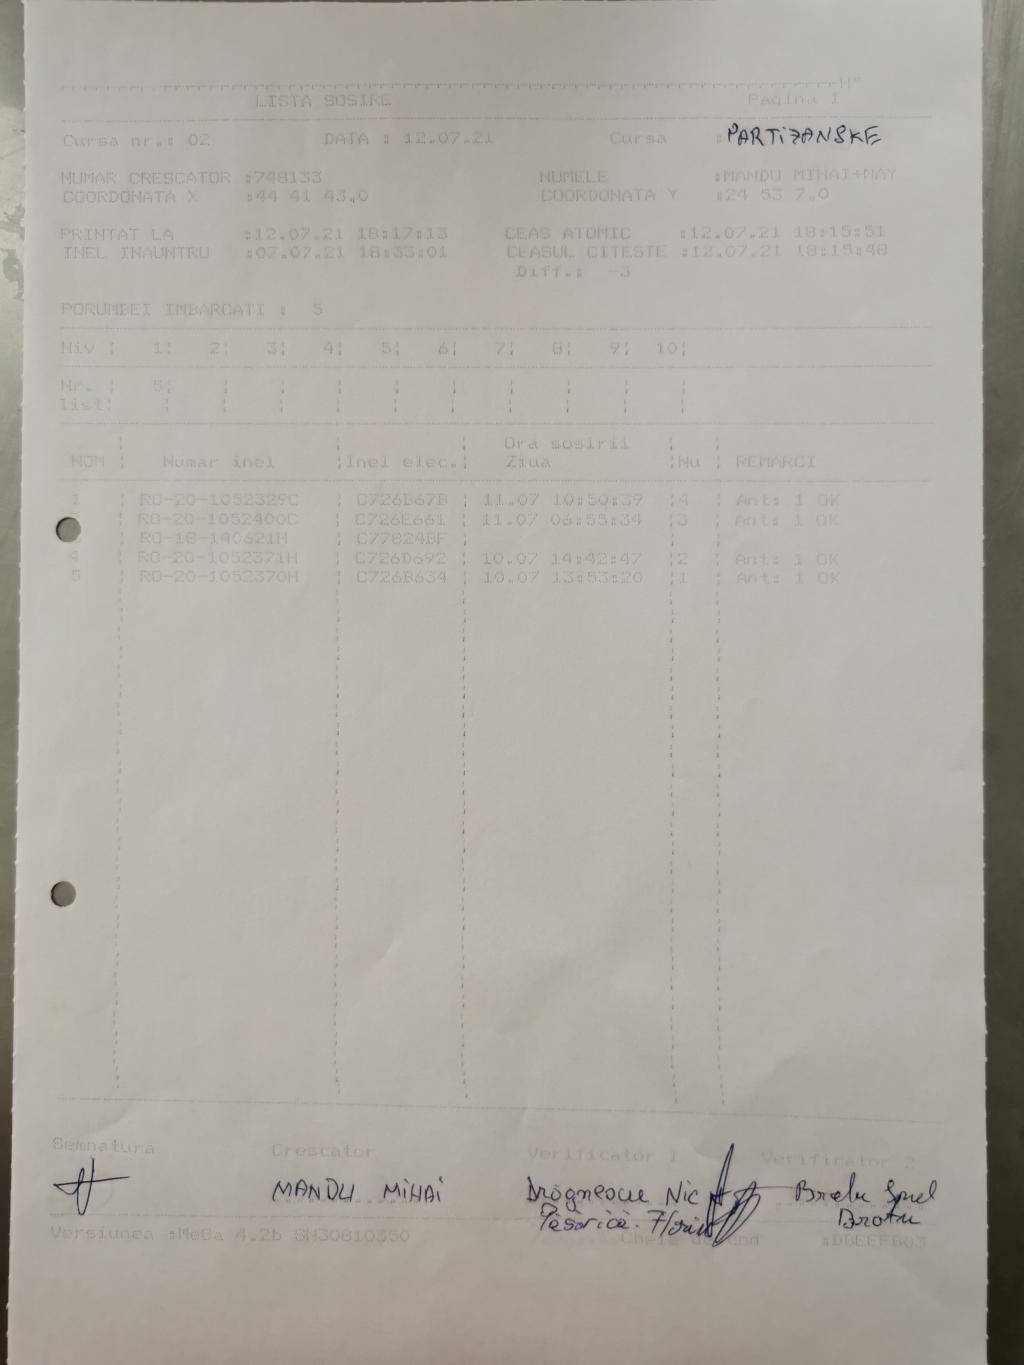 LISTA SOSIRE Pagina 1
Cursa nr.: 02 DATA : 12.07.21 Cursa :PARTIZANSKE
NUMAR CRESCATOR :748133 NUMELE :MANDU MIHAI+MAY
COORDONATA X :44 41 43.0 COORDONATA Y :24 53 7.0
PRINTAT LA :12.07.21 18:17:13 CEAS ATOMIC :12.07.21 18:15:51
INEL INAUNTRU :07.07.21 18:33:01 CEASUL CITESTE :12.07.21 18:15:48
Diff.: -3
PORUMBEI IMBARCATI : 5
Niv ¦ 1¦ 2¦ 3¦ 4¦ 5¦ 6¦ 7¦ 8¦ 9¦ 10¦
Nr. ¦ 5¦ ¦ ¦ ¦ ¦ ¦ ¦ ¦ ¦ ¦
list¦ ¦ ¦ ¦ ¦ ¦ ¦ ¦ ¦ ¦ ¦
Ora sosirii
NOM ¦ Numar inel ¦Inel elec.¦ Ziua ¦Nu ¦ REMARCI
1 ¦ RO-20-1052329C ¦ C726B67B ¦ 11.07 10:50:39 ¦4 ¦ Ant: 1 OK
¦ RO-20-1052400C ¦ C726E661 ¦ 11.07 06:55:34 ¦3 ¦ Ant: 1 OK
¦ RO-18-140621H ¦ C77824BF ¦ ¦ ¦
4 ¦ RO-20-1052371H ¦ C726D692 ¦ 10.07 14:42:47 ¦2 ¦ Ant: 1 OK
5 ¦ RO-20-1052370H ¦ C726B634 ¦ 10.07 13:53:20 ¦1 ¦ Ant: 1 OK
Semnatura Crescator Verificator 1 Verificator 2
MANDU MIHAI Drognescu Nic
Versiunea :MeGa 4.2b SN30810350 :DBEEFB03